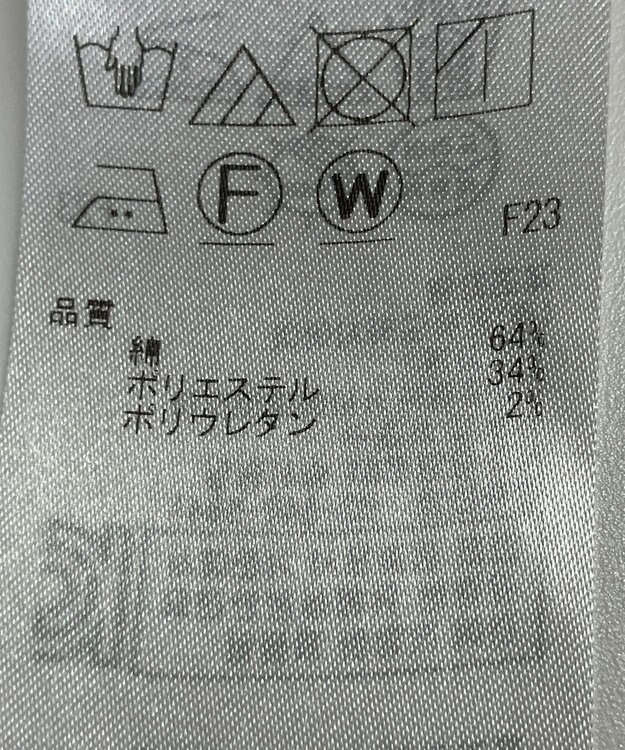 F W F23
品質
綿 64%
ポリエステル 34%
ポリウレタン 2%